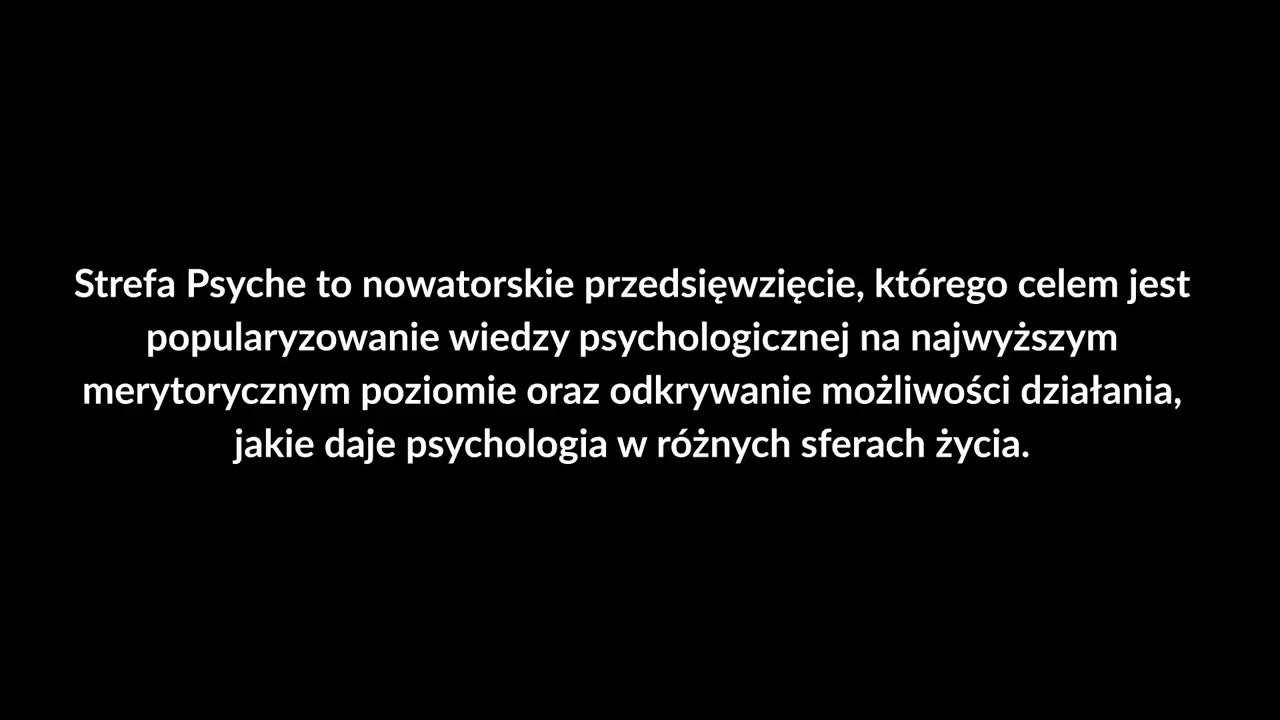 Strefa Psyche to nowatorskie przedsięwzięcie, którego celem jest
popularyzowanie wiedzy psychologicznej na najwyższym
merytorycznym poziomie oraz odkrywanie możliwości działania,
jakie daje psychologia w różnych sferach życia.